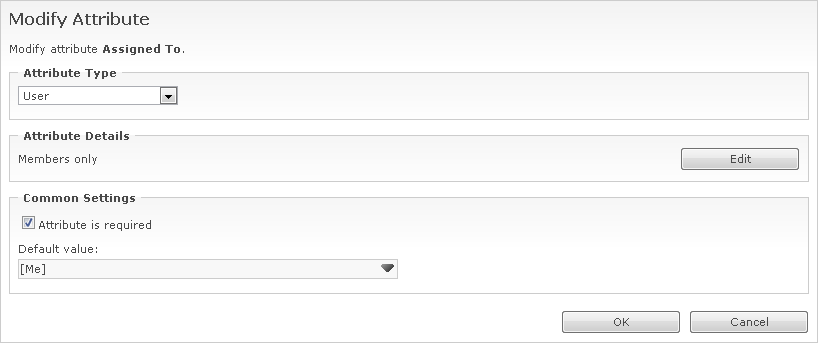 Modify Attribute
Modify attribute Assigned To.
Attribute Type
User
Attribute Details
Members only
Edit
Common Settings
Attribute is required
Default value:
[Me]
OK
Cancel